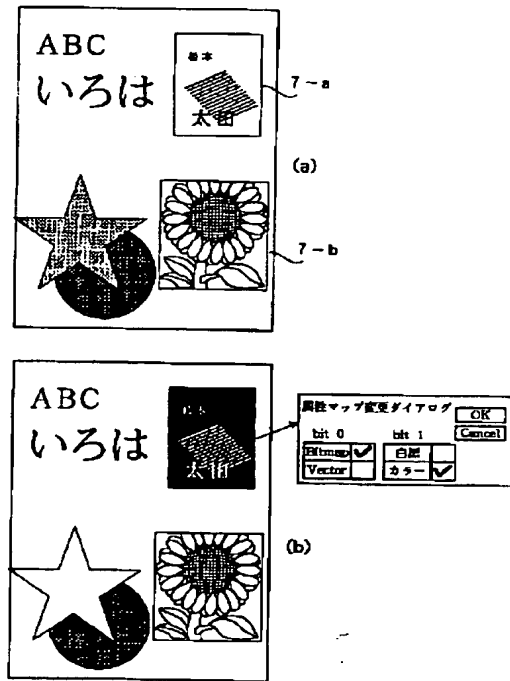 ABC
いろは
太田
7-a
(a)
7-b
ABC
いろは
太田
属性マップ変更ダイアログ
OK
Cancel
bit 0
bit 1
Bitmap
白黒
Vector
カラー
(b)